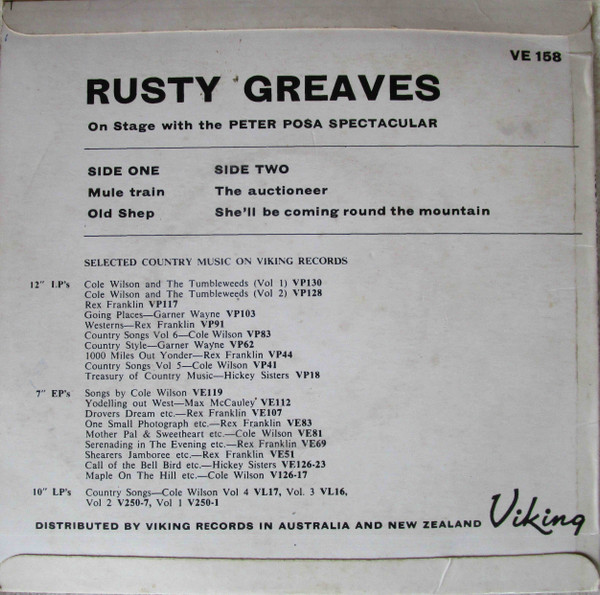 VE 158
RUSTY GREAVES
On Stage with the PETER POSA SPECTACULAR
SIDE ONE SIDE TWO
Mule train The auctioneer
Old Shep She'll be coming round the mountain
SELECTED COUNTRY MUSIC ON VIKING RECORDS
12" LP's Cole Wilson and The Tumbleweeds (Vol 1) VP130
Cole Wilson and The Tumbleweeds (Vol 2) VP128
Rex Franklin VP117
Going Places—Garner Wayne VP103
Westerns—Rex Franklin VP91
Country Songs Vol 6—Cole Wilson VP83
Country Style—Garner Wayne VP62
1000 Miles Out Yonder—Rex Franklin VP44
Country Songs Vol 5—Cole Wilson VP41
Treasury of Country Music—Hickey Sisters VP18
7" EP's Songs by Cole Wilson VE119
Yodelling out West—Max McCauley VE112
Drovers Dream etc.—Rex Franklin VE107
One Small Photograph etc.—Rex Franklin VE83
Mother Pal & Sweetheart etc.—Cole Wilson VE81
Serenading in The Evening etc.—Rex Franklin VE69
Shearers Jamboree etc.—Rex Franklin VE51
Call of the Bell Bird etc.—Hickey Sisters VE126-23
Maple On The Hill etc.—Cole Wilson V126-17
10" LP's Country Songs—Cole Wilson Vol 4 VL17, Vol. 3 VL16,
Vol 2 V250-7, Vol 1 V250-1
DISTRIBUTED BY VIKING RECORDS IN AUSTRALIA AND NEW ZEALAND Viking